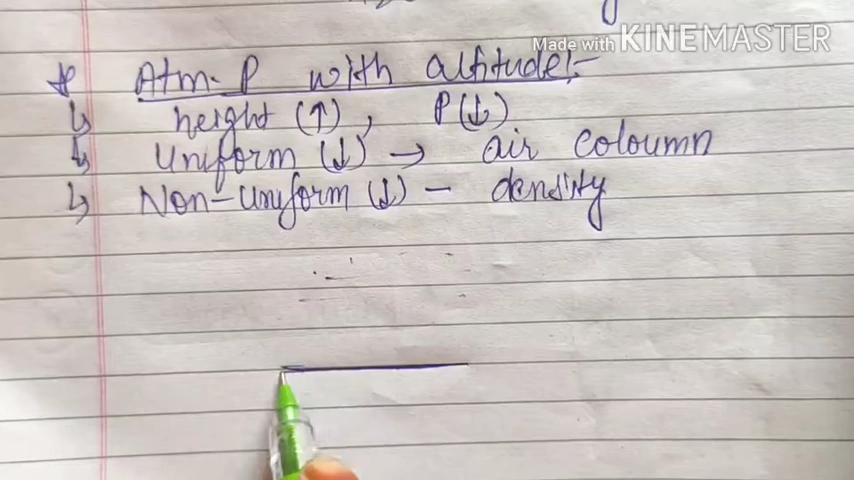 Made with KINEMASTER
* Atm. P with altitude:-
↳ height (↑), P(↓)
↳ uniform (↓) → air coloumn
↳ Non-uniform (↓) - density